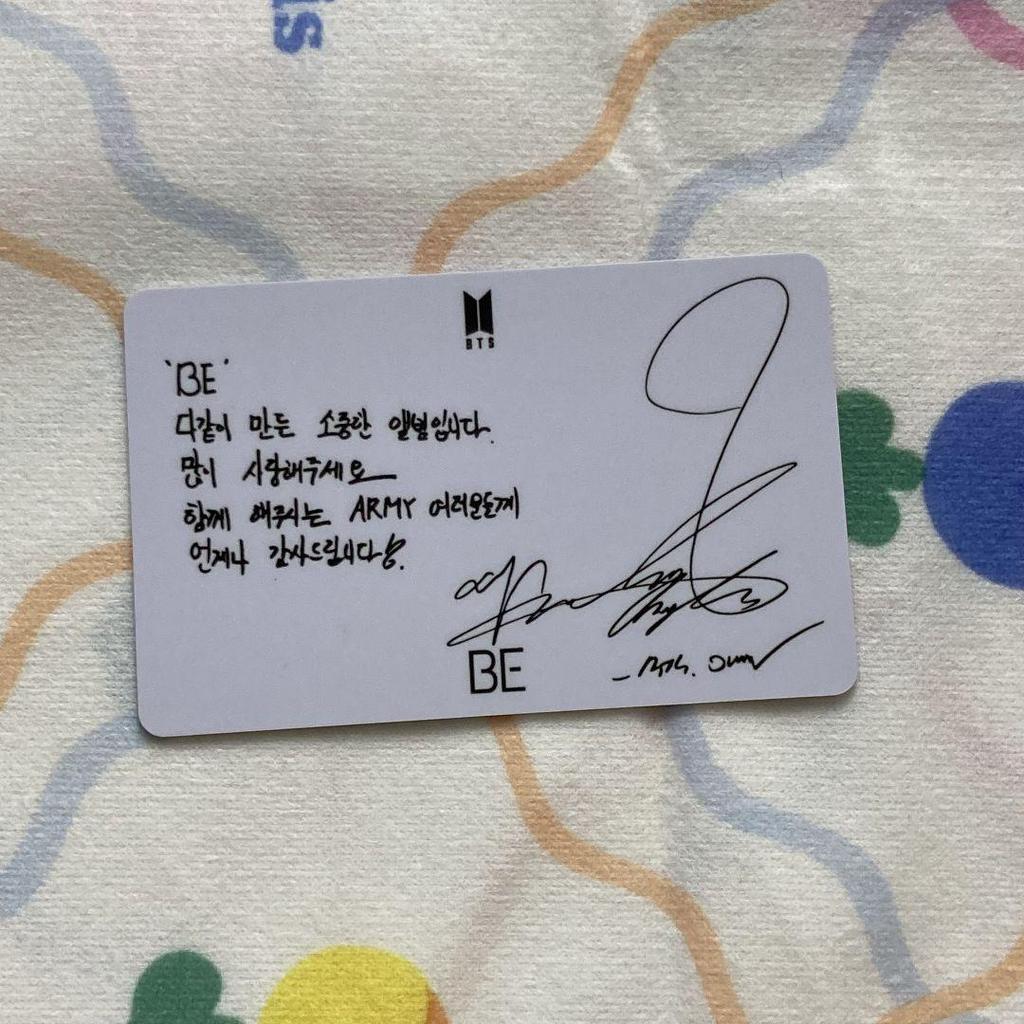 BTS
'BE'
다같이 만든 소중한 앨범입니다.
많이 사랑해주세요
함께 해주시는 ARMY 여러분들께
언제나 감사드립니다.
BE